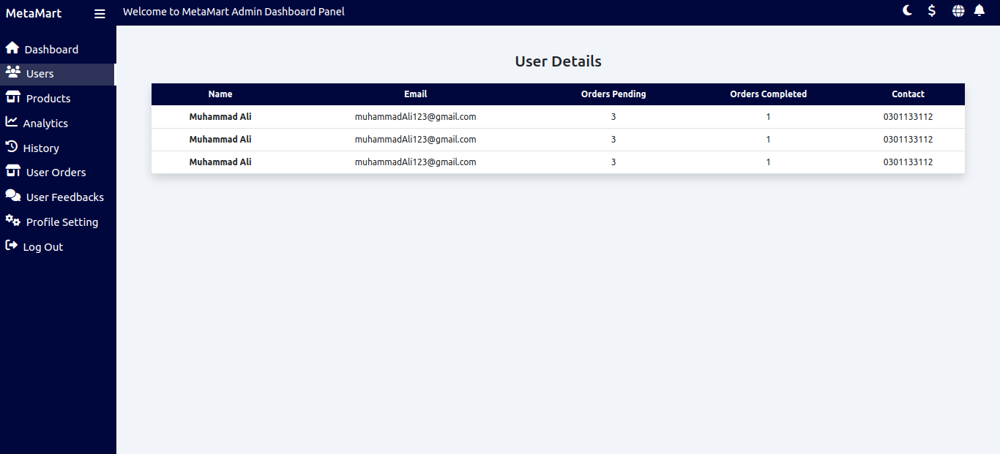 MetaMart
Welcome to MetaMart Admin Dashboard Panel
Dashboard
Users
Products
Analytics
History
User Orders
User Feedbacks
Profile Setting
Log Out
User Details
Name Email Orders Pending Orders Completed Contact
Muhammad Ali muhammadAli123@gmail.com 3 1 0301133112
Muhammad Ali muhammadAli123@gmail.com 3 1 0301133112
Muhammad Ali muhammadAli123@gmail.com 3 1 0301133112